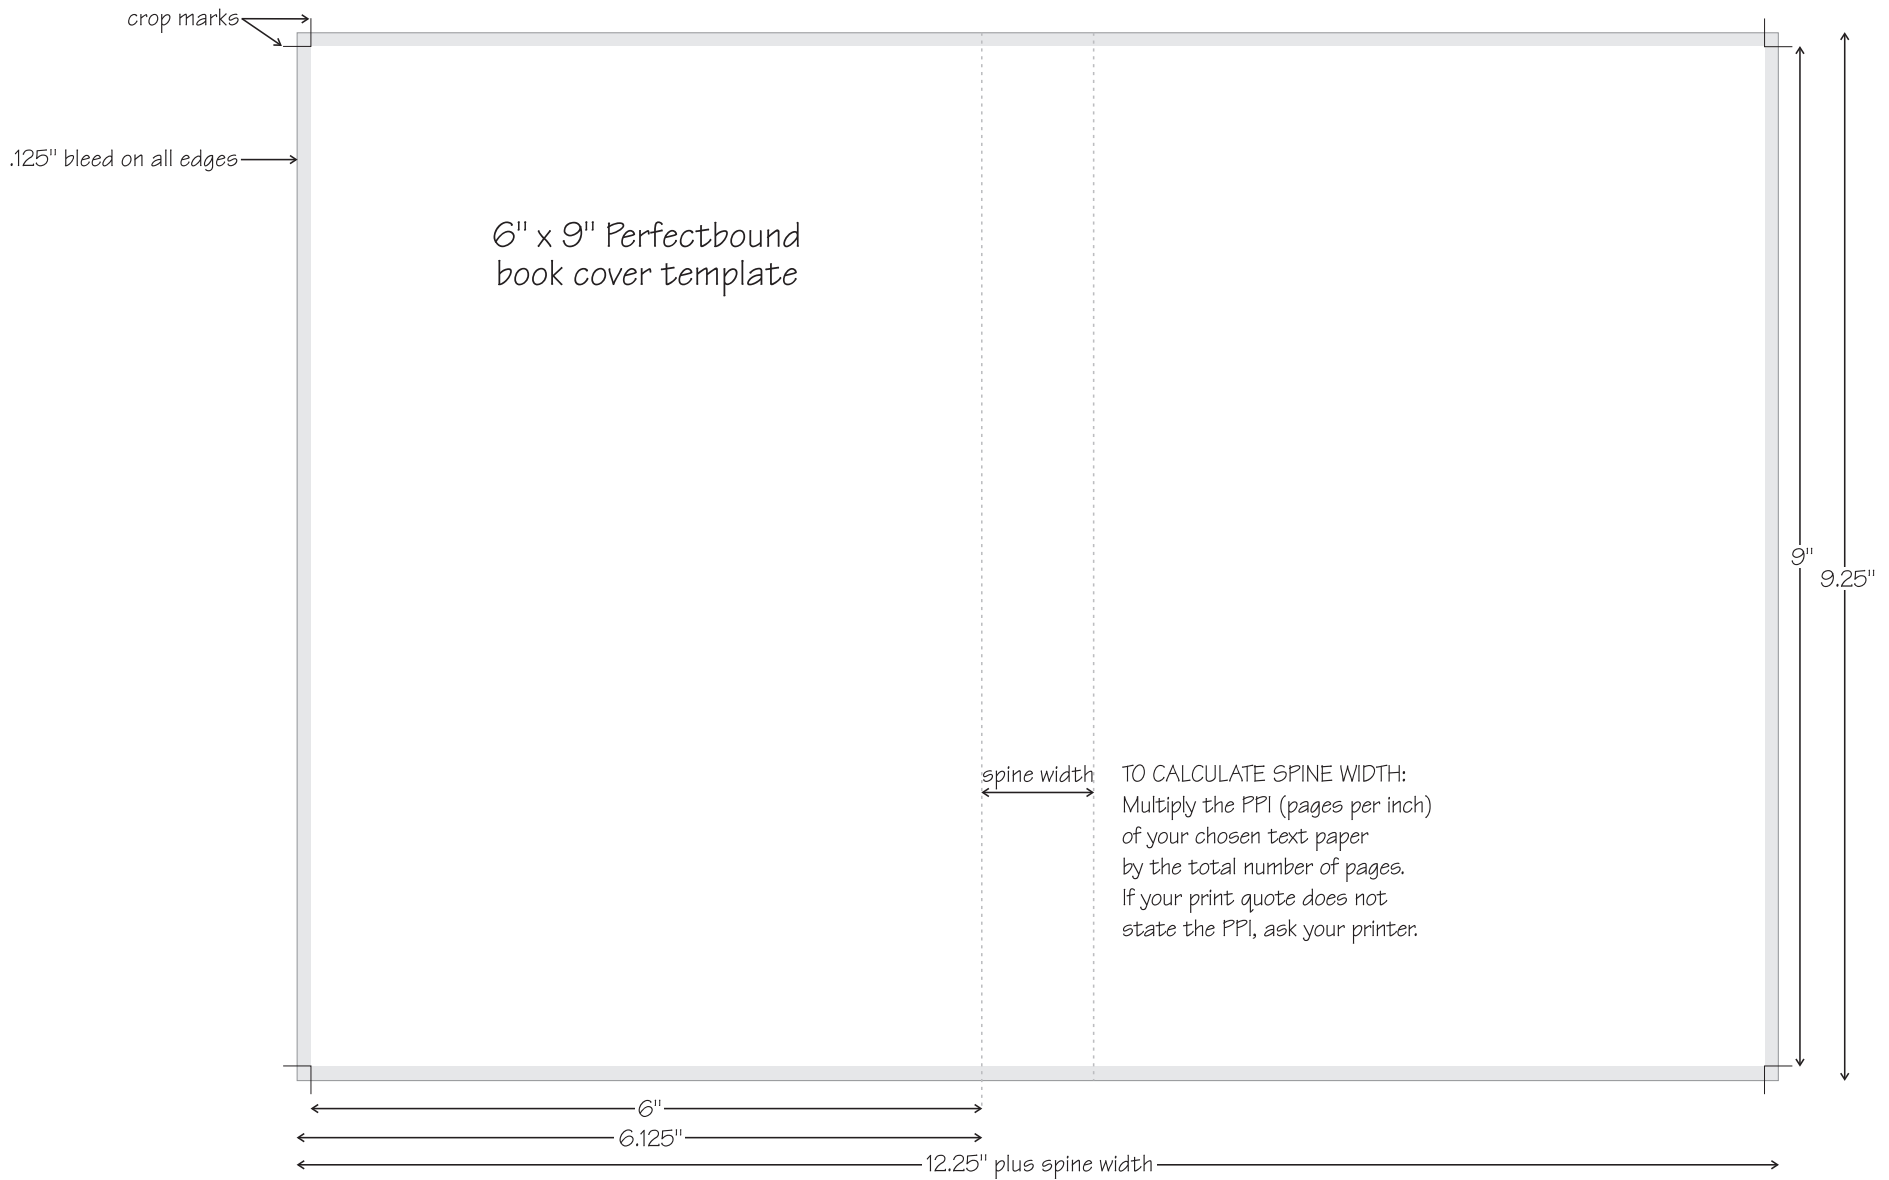 crop marks
.125" bleed on all edges
6" x 9" Perfectbound
book cover template
9"
9.25"
spine width
TO CALCULATE SPINE WIDTH:
Multiply the PPI (pages per inch)
of your chosen text paper
by the total number of pages.
If your print quote does not
state the PPI, ask your printer.
6"
6.125"
12.25" plus spine width